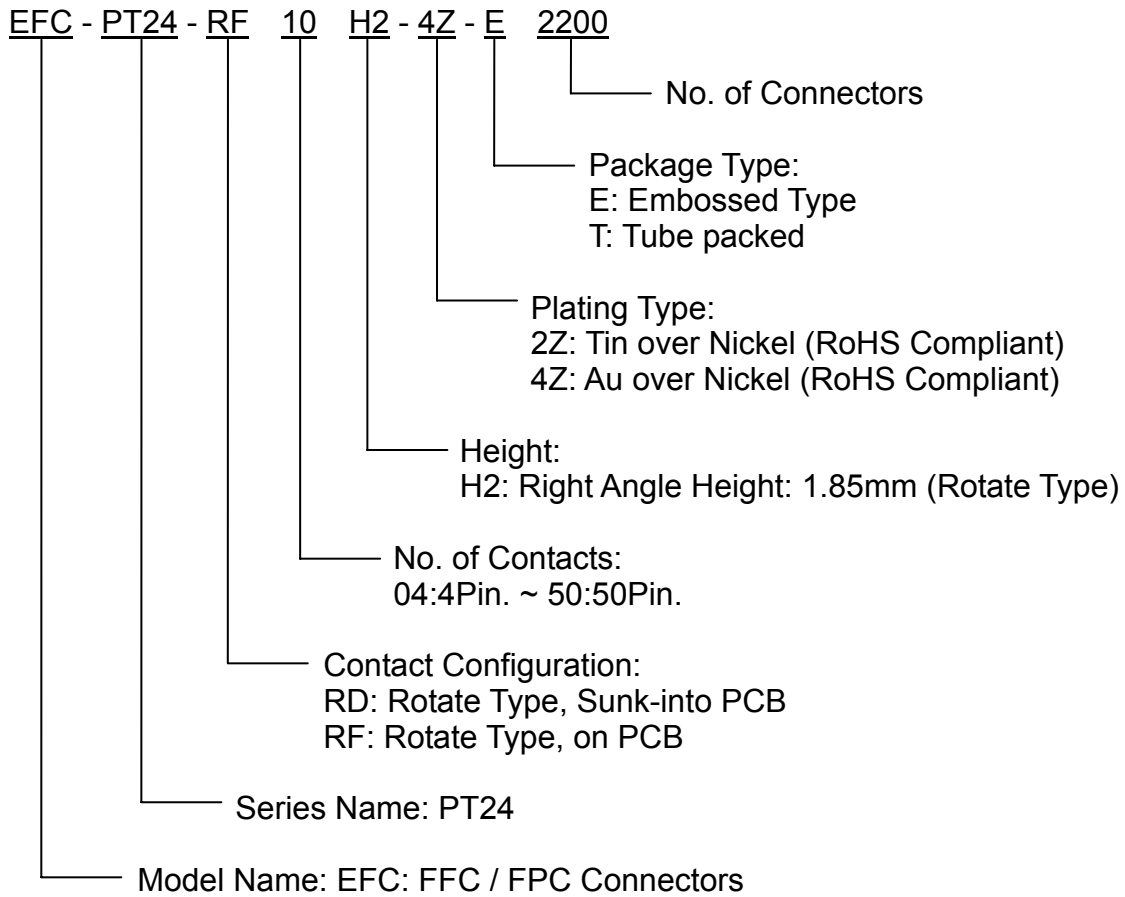 EFC - PT24 - RF 10 H2 - 4Z - E 2200
No. of Connectors
Package Type:
E: Embossed Type
T: Tube packed
Plating Type:
2Z: Tin over Nickel (RoHS Compliant)
4Z: Au over Nickel (RoHS Compliant)
Height:
H2: Right Angle Height: 1.85mm (Rotate Type)
No. of Contacts:
04:4Pin. ~ 50:50Pin.
Contact Configuration:
RD: Rotate Type, Sunk-into PCB
RF: Rotate Type, on PCB
Series Name: PT24
Model Name: EFC: FFC / FPC Connectors